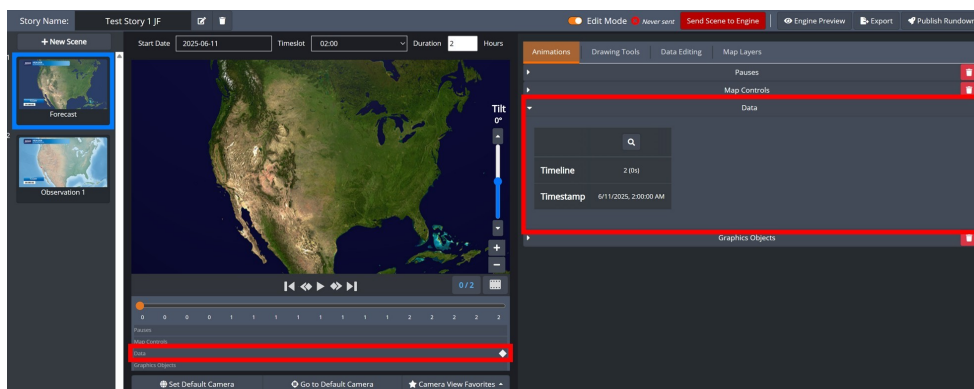 Story Name: Test Story 1 JF Edit Mode Never sent Send Scene to Engine Engine Preview Export Publish Rundown
+ New Scene
Start Date 2025-06-11 Timeslot 02:00 Duration 2 Hours
Animations Drawing Tools Data Editing Map Layers
1
Pauses
Map Controls
Data
Forecast
Tilt
0°
2
Timeline 2 (0s)
Timestamp 6/11/2025, 2:00:00 AM
Observation 1
Graphics Objects
+
−
0 / 2
0 0 0 0 1 1 1 1 1 1 1 2 2 2 2 2
Pauses
Map Controls
Data
Graphics Objects
Set Default Camera Go to Default Camera Camera View Favorites